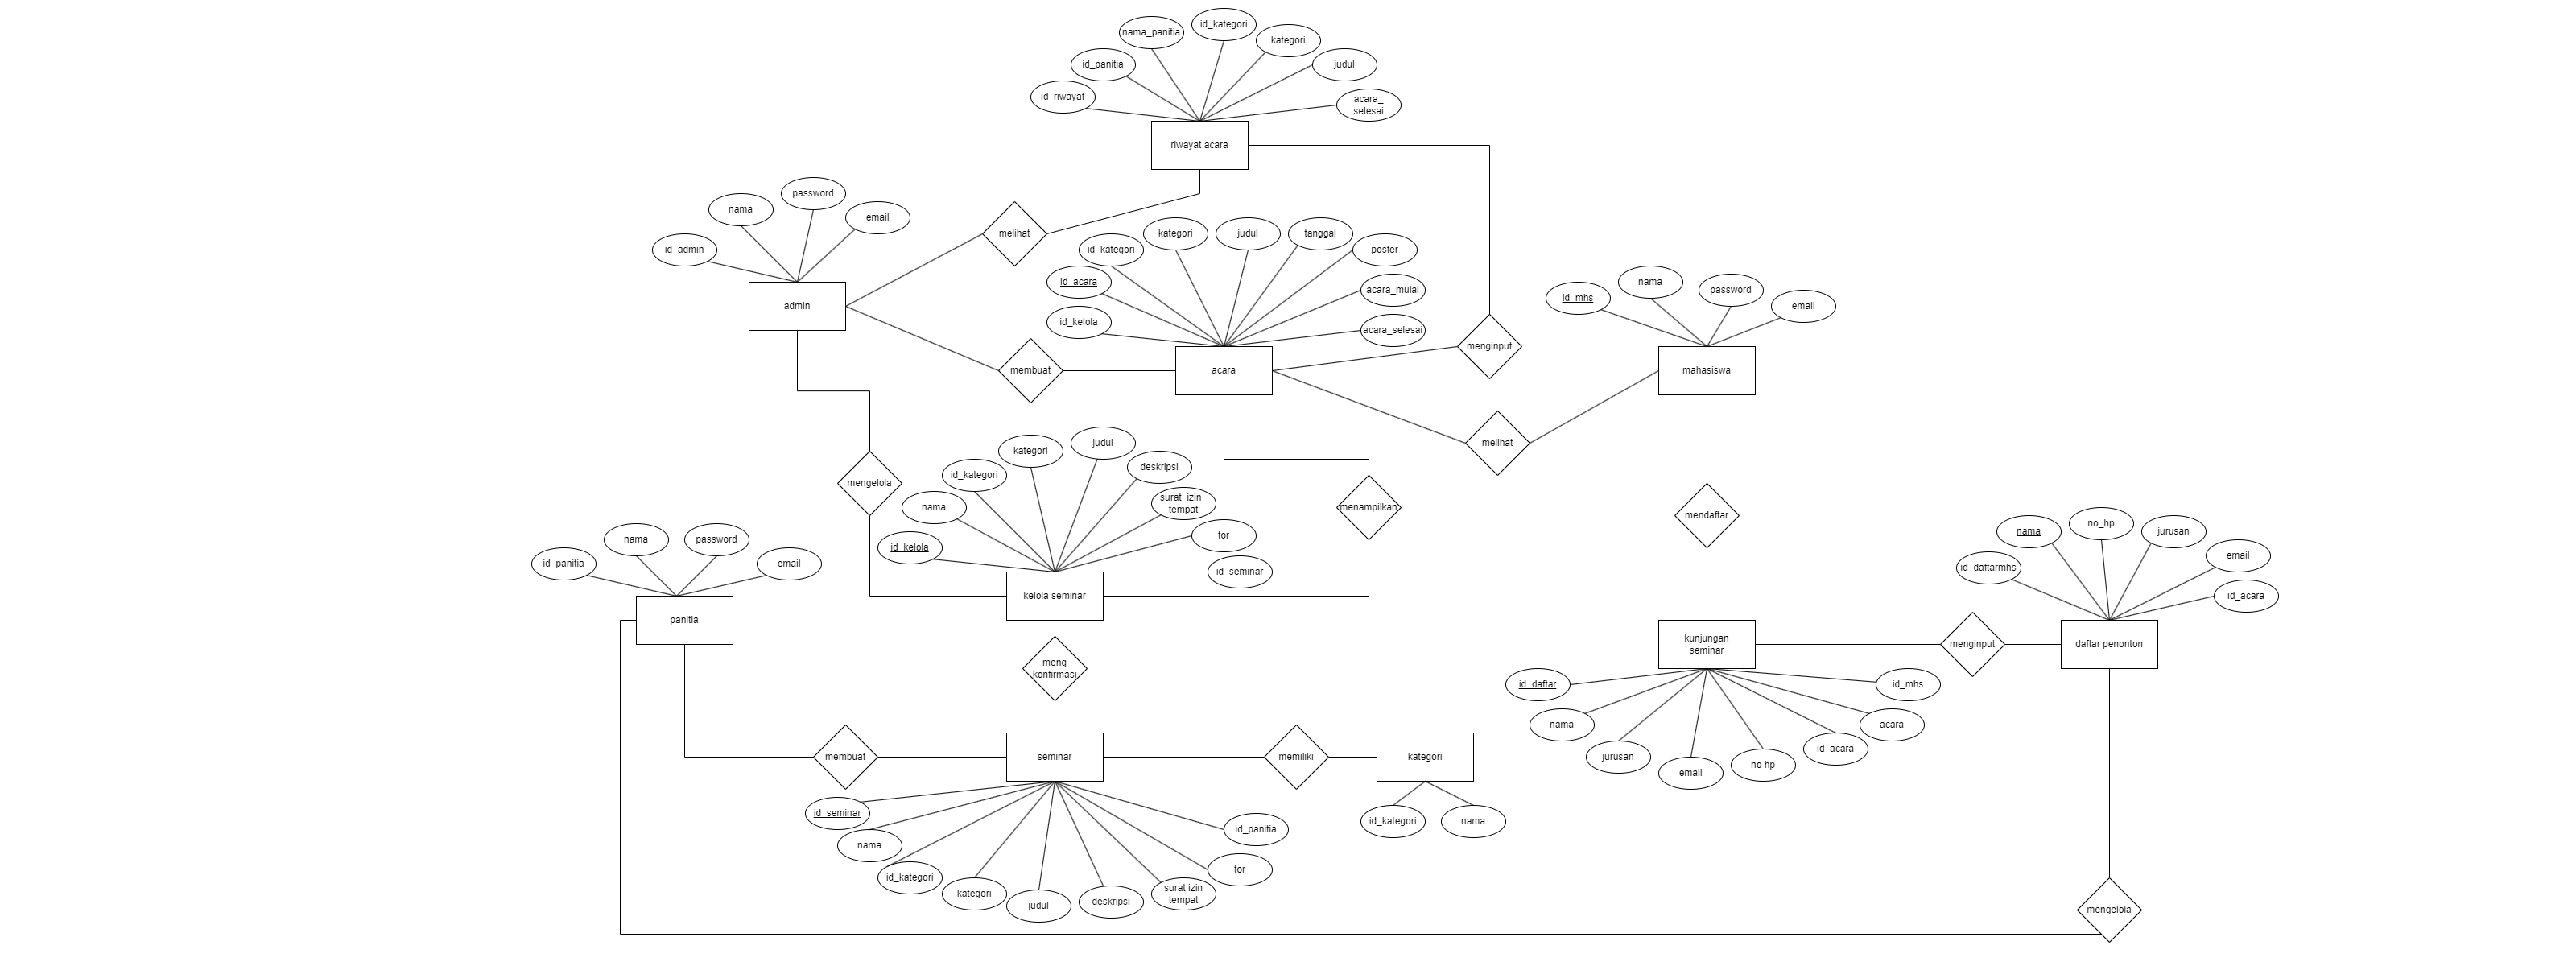 id_kategori
nama_panitia
kategori
id_panitia
judul
id_riwayat
acara_
selesai
riwayat acara
password
nama
email
id_admin
melihat
kategori
judul
tanggal
id_kategori
poster
id_acara
acara_mulai
id_kelola
acara_selesai
admin
menginput
membuat
acara
nama
password
id_mhs
email
mahasiswa
melihat
judul
kategori
deskripsi
id_kategori
mengelola
surat_izin_
tempat
nama
menampilkan
tor
id_kelola
id_seminar
kelola seminar
mendaftar
nama
password
id_panitia
email
panitia
no_hp
nama
jurusan
email
id_daftarmhs
id_acara
meng
konfirmasi
kunjungan
seminar
menginput
daftar penonton
id_daftar
id_mhs
nama
acara
jurusan
id_acara
email
no hp
membuat
seminar
memiliki
kategori
id_seminar
id_kategori
nama
id_panitia
nama
tor
id_kategori
kategori
surat izin
tempat
judul
deskripsi
mengelola